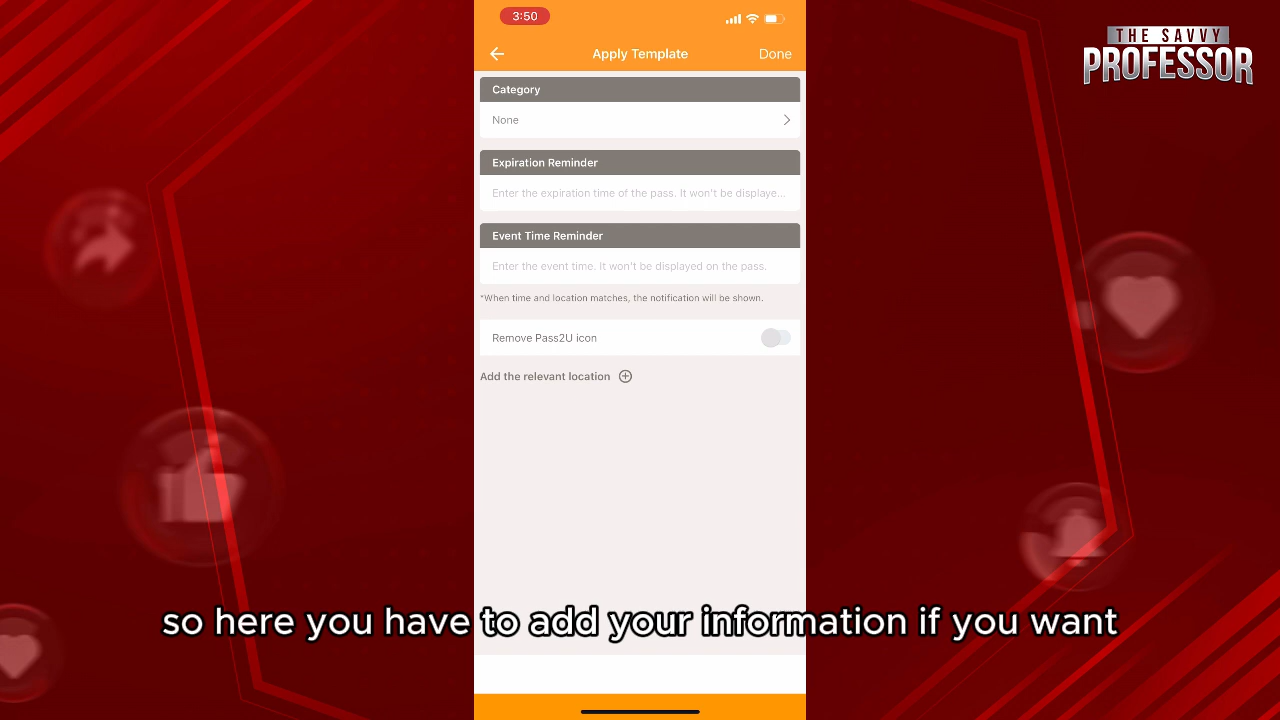 3:50
THE SAVVY
PROFESSOR
Apply Template
Done
Category
None
Expiration Reminder
Enter the expiration time of the pass. It won't be displaye...
Event Time Reminder
Enter the event time. It won't be displayed on the pass.
*When time and location matches, the notification will be shown.
Remove Pass2U icon
Add the relevant location
so here you have to add your information if you want